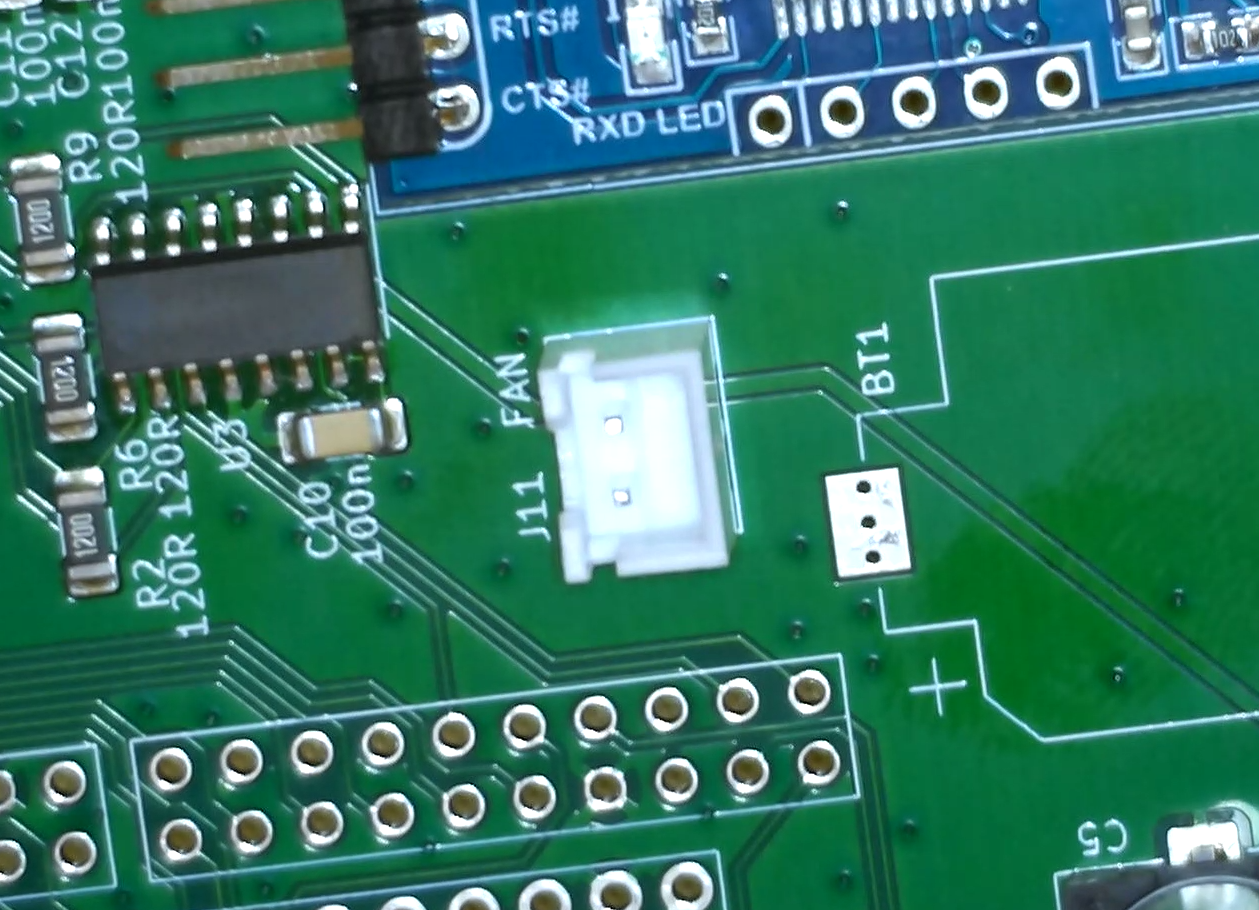 RTS#
CTS#
RXD LED
100n
C12
100n
R9
120R
1200
1200
1200
R6
120R
R2
120R
U3
C10
100n
FAN
J11
BT1
+
C5